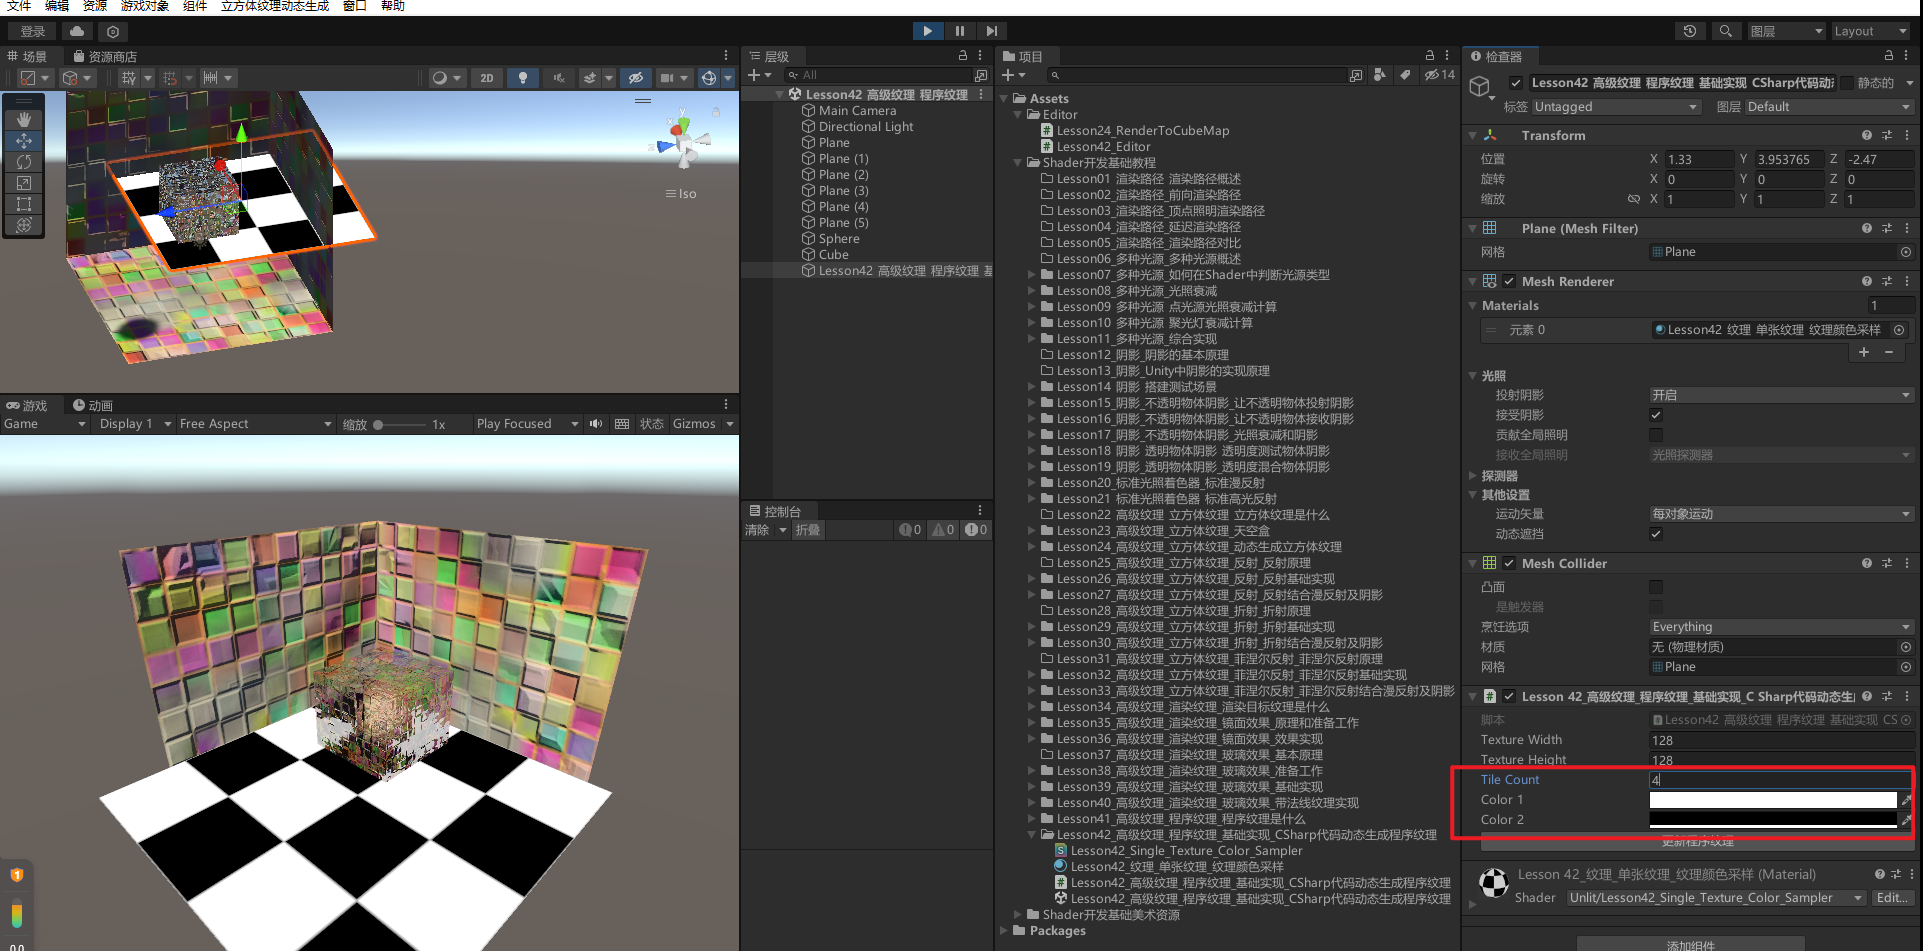 文件 编辑 资源 游戏对象 组件 立方体纹理动态生成 窗口 帮助
登录
图层 Layout
场景 资源商店
2D
Iso
y
x
z
游戏 动画
Game Display 1 Free Aspect 缩放 1x Play Focused 状态 Gizmos
1
0.0
层级
All
Lesson42 高级纹理 程序纹理
Main Camera
Directional Light
Plane
Plane (1)
Plane (2)
Plane (3)
Plane (4)
Plane (5)
Sphere
Cube
Lesson42 高级纹理 程序纹理 基
控制台
清除 折叠 0 0 0
项目
14
Assets
Editor
Lesson24_RenderToCubeMap
Lesson42_Editor
Shader开发基础教程
Lesson01_渲染路径_渲染路径概述
Lesson02_渲染路径_前向渲染路径
Lesson03_渲染路径_顶点照明渲染路径
Lesson04_渲染路径_延迟渲染路径
Lesson05_渲染路径_渲染路径对比
Lesson06_多种光源_多种光源概述
Lesson07_多种光源_如何在Shader中判断光源类型
Lesson08_多种光源_光照衰减
Lesson09_多种光源_点光源光照衰减计算
Lesson10_多种光源_聚光灯衰减计算
Lesson11_多种光源_综合实现
Lesson12_阴影_阴影的基本原理
Lesson13_阴影_Unity中阴影的实现原理
Lesson14_阴影_搭建测试场景
Lesson15_阴影_不透明物体阴影_让不透明物体投射阴影
Lesson16_阴影_不透明物体阴影_让不透明物体接收阴影
Lesson17_阴影_不透明物体阴影_光照衰减和阴影
Lesson18_阴影_透明物体阴影_透明度测试物体阴影
Lesson19_阴影_透明物体阴影_透明度混合物体阴影
Lesson20_标准光照着色器_标准漫反射
Lesson21_标准光照着色器_标准高光反射
Lesson22_高级纹理_立方体纹理_立方体纹理是什么
Lesson23_高级纹理_立方体纹理_天空盒
Lesson24_高级纹理_立方体纹理_动态生成立方体纹理
Lesson25_高级纹理_立方体纹理_反射_反射原理
Lesson26_高级纹理_立方体纹理_反射_反射基础实现
Lesson27_高级纹理_立方体纹理_反射_反射结合漫反射及阴影
Lesson28_高级纹理_立方体纹理_折射_折射原理
Lesson29_高级纹理_立方体纹理_折射_折射基础实现
Lesson30_高级纹理_立方体纹理_折射_折射结合漫反射及阴影
Lesson31_高级纹理_立方体纹理_菲涅尔反射_菲涅尔反射原理
Lesson32_高级纹理_立方体纹理_菲涅尔反射_菲涅尔反射基础实现
Lesson33_高级纹理_立方体纹理_菲涅尔反射_菲涅尔反射结合漫反射及阴影
Lesson34_高级纹理_渲染纹理_渲染目标纹理是什么
Lesson35_高级纹理_渲染纹理_镜面效果_原理和准备工作
Lesson36_高级纹理_渲染纹理_镜面效果_效果实现
Lesson37_高级纹理_渲染纹理_玻璃效果_基本原理
Lesson38_高级纹理_渲染纹理_玻璃效果_准备工作
Lesson39_高级纹理_渲染纹理_玻璃效果_基础实现
Lesson40_高级纹理_渲染纹理_玻璃效果_带法线纹理实现
Lesson41_高级纹理_程序纹理_程序纹理是什么
Lesson42_高级纹理_程序纹理_基础实现_CSharp代码动态生成程序纹理
Lesson42_Single_Texture_Color_Sampler
Lesson42_纹理_单张纹理_纹理颜色采样
Lesson42_高级纹理_程序纹理_基础实现_CSharp代码动态生成程序纹理
Lesson42_高级纹理_程序纹理_基础实现_CSharp代码动态生成程序纹理
Shader开发基础美术资源
Packages
检查器
Lesson42 高级纹理 程序纹理 基础实现 CSharp代码动 静态的
标签 Untagged 图层 Default
Transform
位置 X 1.33 Y 3.953765 Z -2.47
旋转 X 0 Y 0 Z 0
缩放 X 1 Y 1 Z 1
Plane (Mesh Filter)
网格 Plane
Mesh Renderer
Materials 1
元素 0 Lesson42 纹理 单张纹理 纹理颜色采样
光照
投射阴影 开启
接受阴影
贡献全局照明
接收全局照明 光照探测器
探测器
其他设置
运动矢量 每对象运动
动态遮挡
Mesh Collider
凸面
是触发器
烹饪选项 Everything
材质 无 (物理材质)
网格 Plane
Lesson 42_高级纹理_程序纹理_基础实现_C Sharp代码动态生
脚本 Lesson42 高级纹理 程序纹理 基础实现 CS
Texture Width 128
Texture Height 128
Tile Count 4
Color 1
Color 2
更新程序纹理
Lesson 42_纹理_单张纹理_纹理颜色采样 (Material)
Shader Unlit/Lesson42_Single_Texture_Color_Sampler Edit...
添加组件